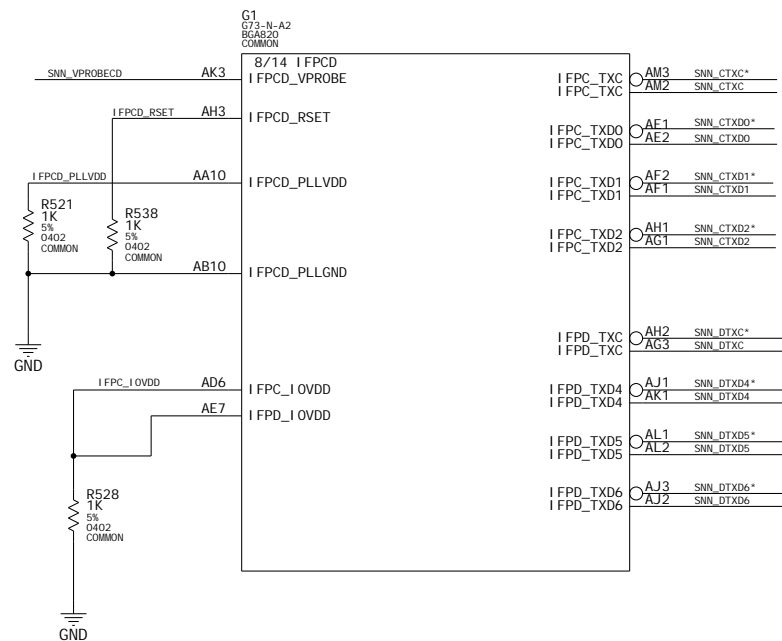 G1
G73-N-A2
BGA820
COMMON
8/14 IFPCD
SNN_VPROBECD AK3 IFPCD_VPROBE
IFPCD_RSET AH3 IFPCD_RSET
IFPCD_PLLVDD AA10 IFPCD_PLLVDD
R521
1K
5%
0402
COMMON
R538
1K
5%
0402
COMMON
AB10 IFPCD_PLLGND
GND
IFPC_IOVDD AD6 IFPC_IOVDD
AE7 IFPD_IOVDD
R528
1K
5%
0402
COMMON
GND
IFPC_TXC AM3 SNN_CTXC*
IFPC_TXC AM2 SNN_CTXC
IFPC_TXD0 AE1 SNN_CTXD0*
IFPC_TXD0 AE2 SNN_CTXD0
IFPC_TXD1 AF2 SNN_CTXD1*
IFPC_TXD1 AF1 SNN_CTXD1
IFPC_TXD2 AH1 SNN_CTXD2*
IFPC_TXD2 AG1 SNN_CTXD2
IFPD_TXC AH2 SNN_DTXC*
IFPD_TXC AG3 SNN_DTXC
IFPD_TXD4 AJ1 SNN_DTXD4*
IFPD_TXD4 AK1 SNN_DTXD4
IFPD_TXD5 AL1 SNN_DTXD5*
IFPD_TXD5 AL2 SNN_DTXD5
IFPD_TXD6 AJ3 SNN_DTXD6*
IFPD_TXD6 AJ2 SNN_DTXD6